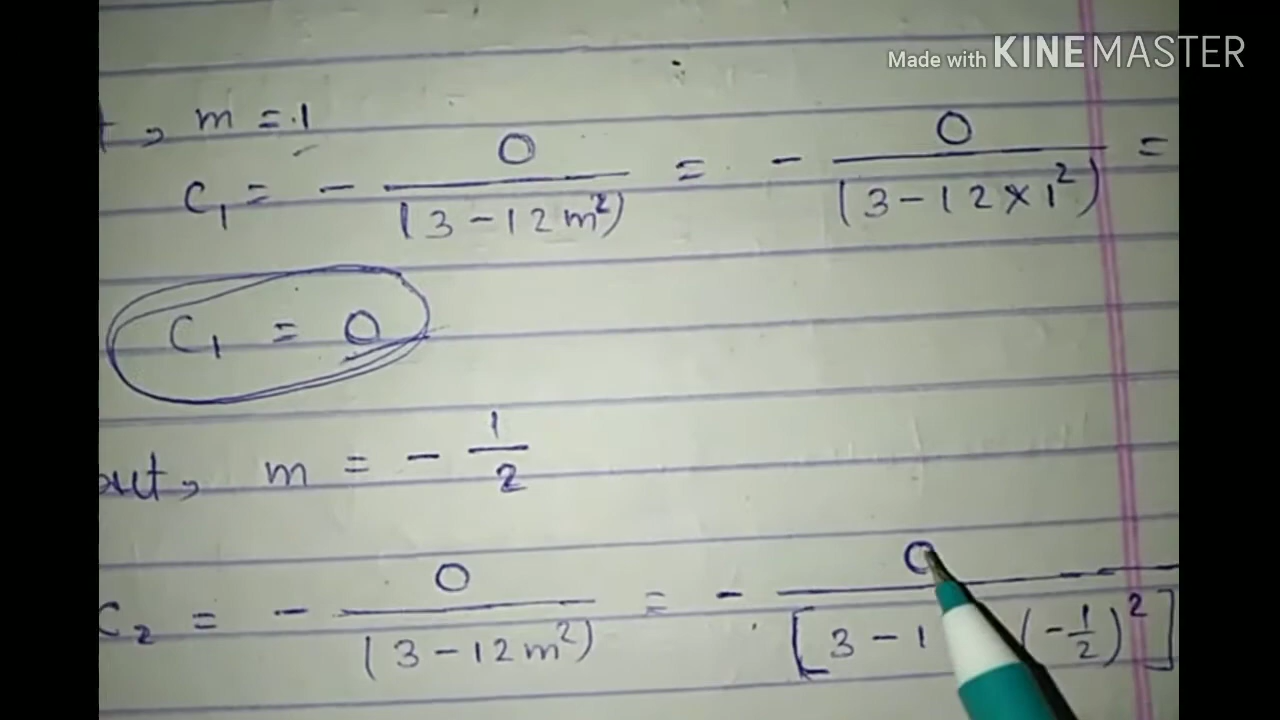 Made with KINEMASTER
, m = 1
C₁ = - 0/(3-12m²) = - 0/(3-12×1²) =
C₁ = 0
, m = - 1/2
C₂ = - 0/(3-12m²) = - 0/[3-1 (-1/2)²]